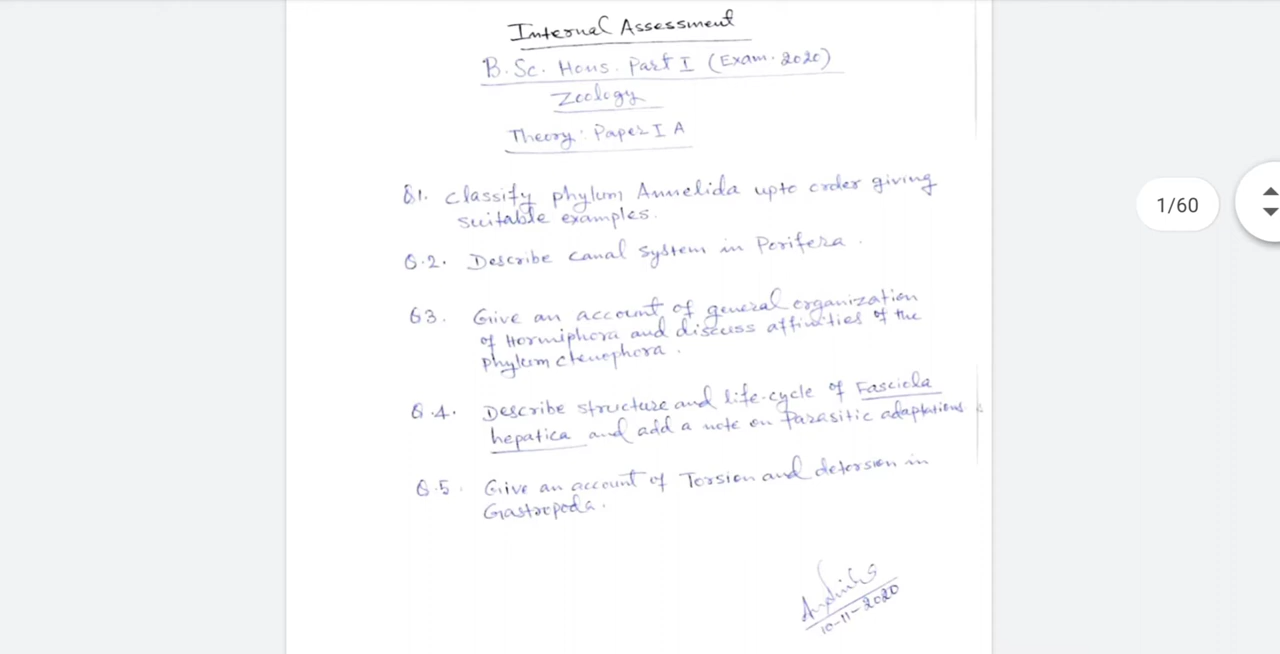 Internal Assessment
B.Sc. Hons. Part I (Exam. 2020)
Zoology
Theory: Paper I A
Q1. Classify phylum Annelida upto order giving
suitable examples.
Q.2. Describe canal system in Porifera.
Q3. Give an account of general organization
of Hormiphora and discuss affinities of the
phylum ctenophora.
Q.4. Describe structure and life-cycle of Fasciola
hepatica and add a note on Parasitic adaptations
Q.5. Give an account of Torsion and detorsion in
Gastropoda.
10-11-2020
1/60